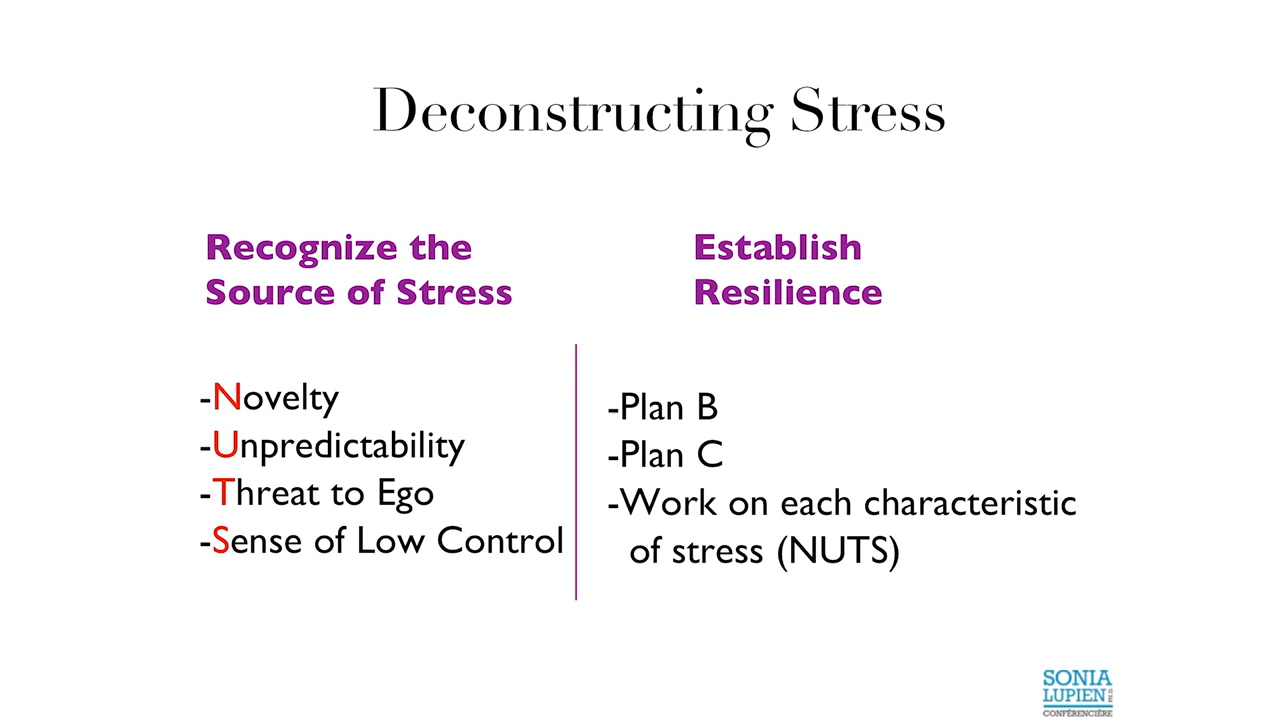 Deconstructing Stress
Recognize the
Source of Stress
-Novelty
-Unpredictability
-Threat to Ego
-Sense of Low Control
Establish
Resilience
-Plan B
-Plan C
-Work on each characteristic
of stress (NUTS)
SONIA
LUPIEN PH.D.
CONFÉRENCIÈRE